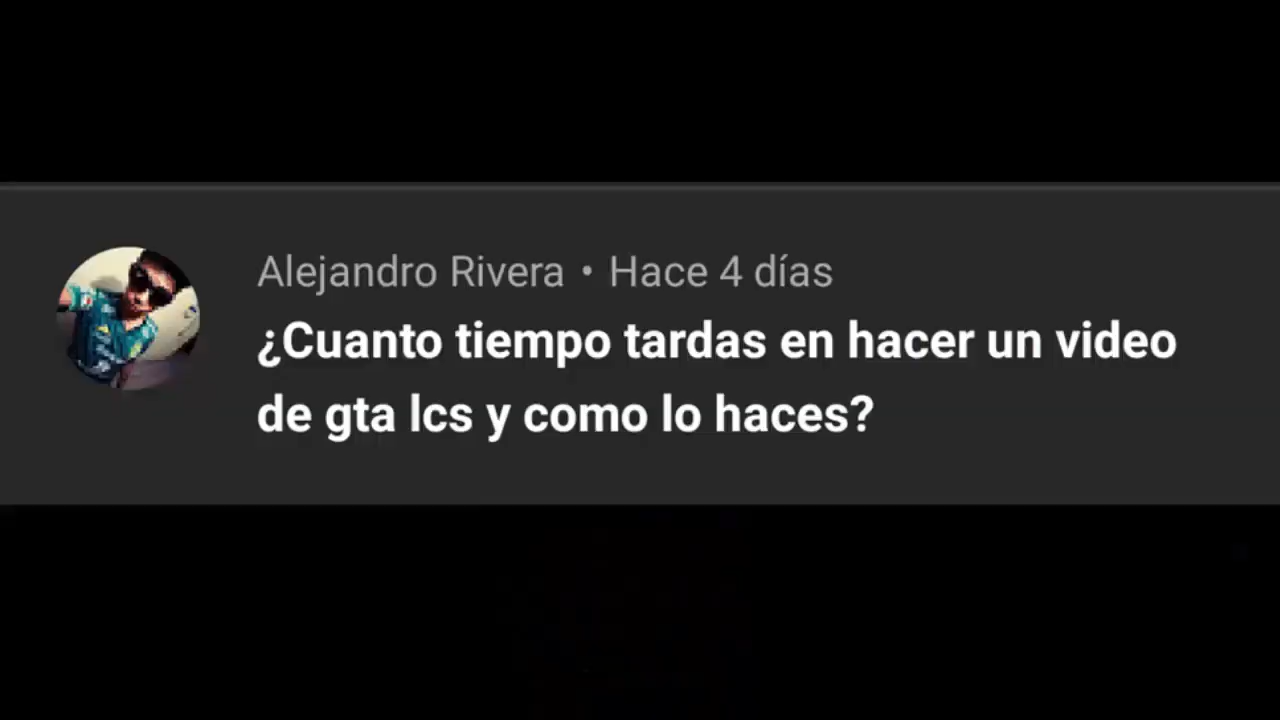 Alejandro Rivera • Hace 4 días
¿Cuanto tiempo tardas en hacer un video
de gta lcs y como lo haces?